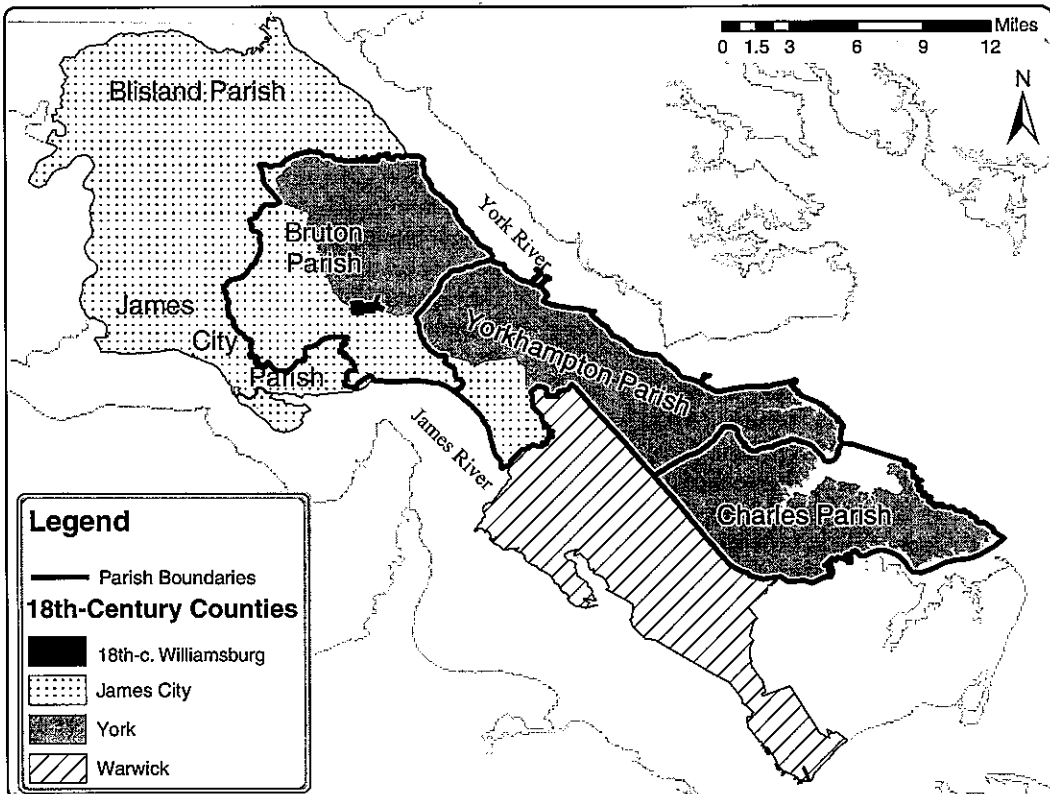 Miles
0 1.5 3 6 9 12
N
Blisland Parish
York River
Bruton
Parish
James
City
Parish
Yorkhampton Parish
James River
Charles Parish
Legend
Parish Boundaries
18th-Century Counties
18th-c. Williamsburg
James City
York
Warwick